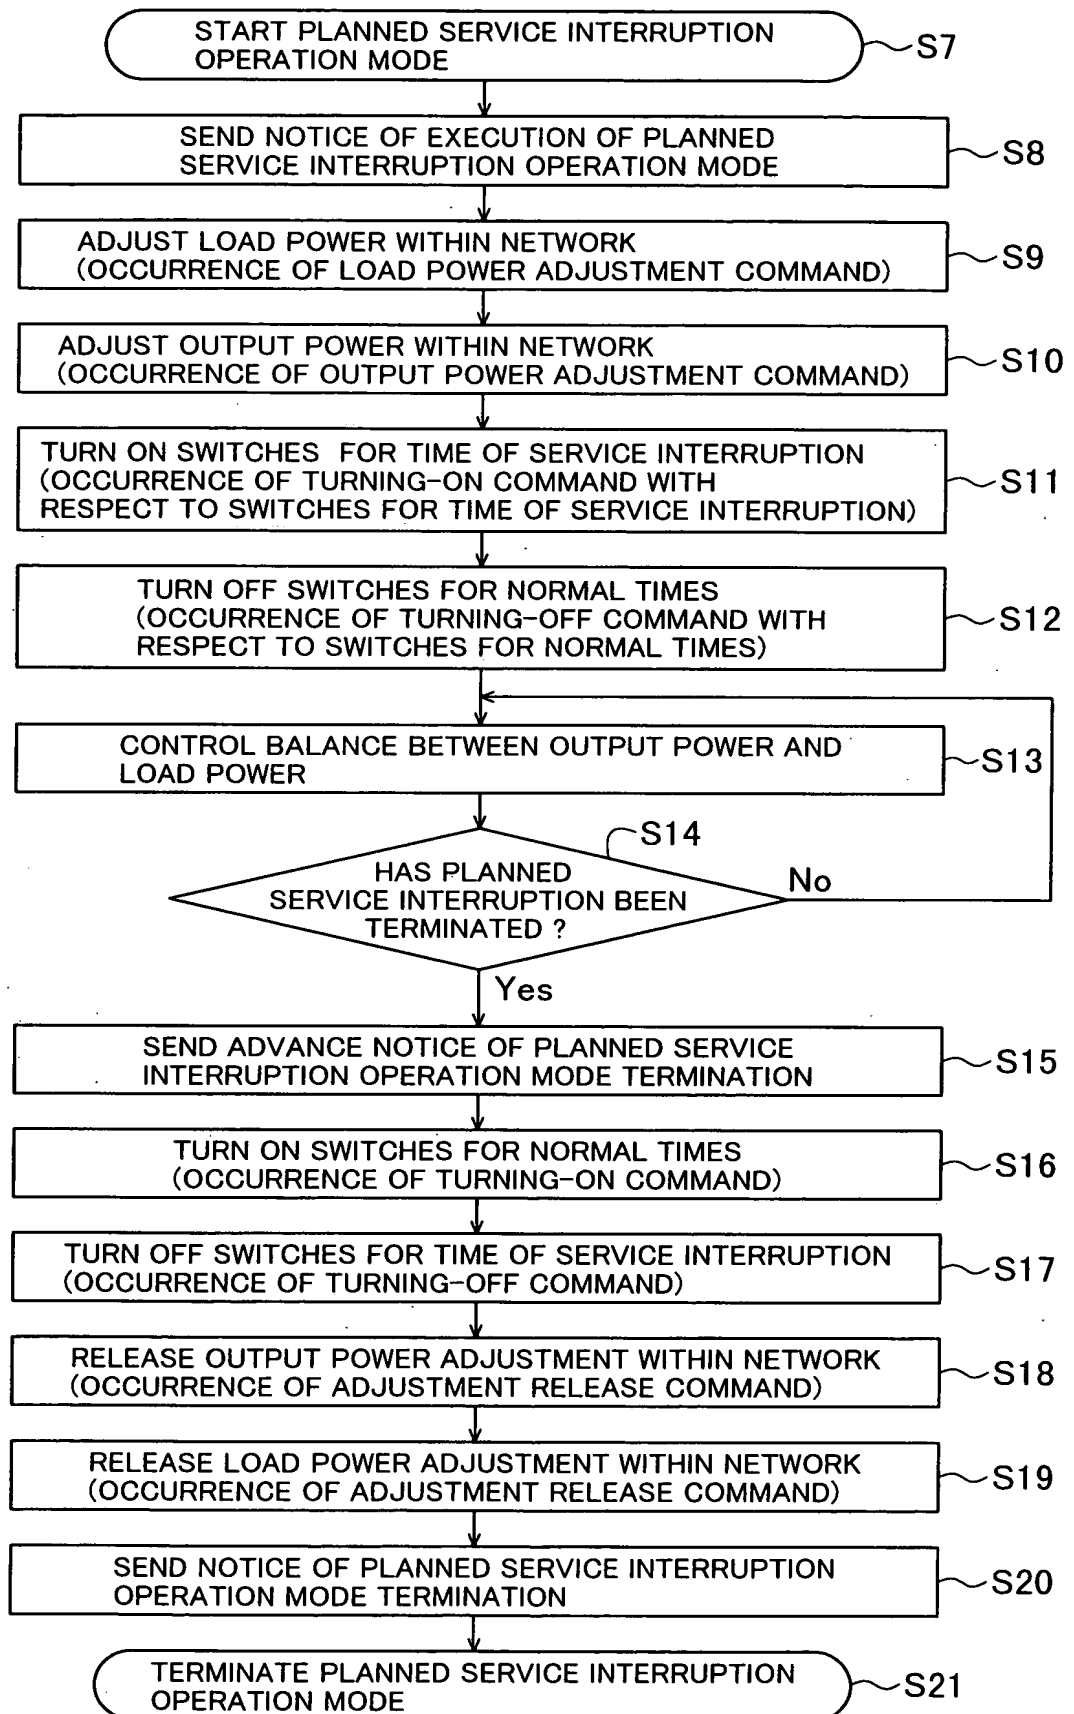 START PLANNED SERVICE INTERRUPTION
OPERATION MODE
S7
SEND NOTICE OF EXECUTION OF PLANNED
SERVICE INTERRUPTION OPERATION MODE
S8
ADJUST LOAD POWER WITHIN NETWORK
(OCCURRENCE OF LOAD POWER ADJUSTMENT COMMAND)
S9
ADJUST OUTPUT POWER WITHIN NETWORK
(OCCURRENCE OF OUTPUT POWER ADJUSTMENT COMMAND)
S10
TURN ON SWITCHES FOR TIME OF SERVICE INTERRUPTION
(OCCURRENCE OF TURNING-ON COMMAND WITH
RESPECT TO SWITCHES FOR TIME OF SERVICE INTERRUPTION)
S11
TURN OFF SWITCHES FOR NORMAL TIMES
(OCCURRENCE OF TURNING-OFF COMMAND WITH
RESPECT TO SWITCHES FOR NORMAL TIMES)
S12
CONTROL BALANCE BETWEEN OUTPUT POWER AND
LOAD POWER
S13
S14
HAS PLANNED
SERVICE INTERRUPTION BEEN
TERMINATED ?
No
Yes
SEND ADVANCE NOTICE OF PLANNED SERVICE
INTERRUPTION OPERATION MODE TERMINATION
S15
TURN ON SWITCHES FOR NORMAL TIMES
(OCCURRENCE OF TURNING-ON COMMAND)
S16
TURN OFF SWITCHES FOR TIME OF SERVICE INTERRUPTION
(OCCURRENCE OF TURNING-OFF COMMAND)
S17
RELEASE OUTPUT POWER ADJUSTMENT WITHIN NETWORK
(OCCURRENCE OF ADJUSTMENT RELEASE COMMAND)
S18
RELEASE LOAD POWER ADJUSTMENT WITHIN NETWORK
(OCCURRENCE OF ADJUSTMENT RELEASE COMMAND)
S19
SEND NOTICE OF PLANNED SERVICE INTERRUPTION
OPERATION MODE TERMINATION
S20
TERMINATE PLANNED SERVICE INTERRUPTION
OPERATION MODE
S21